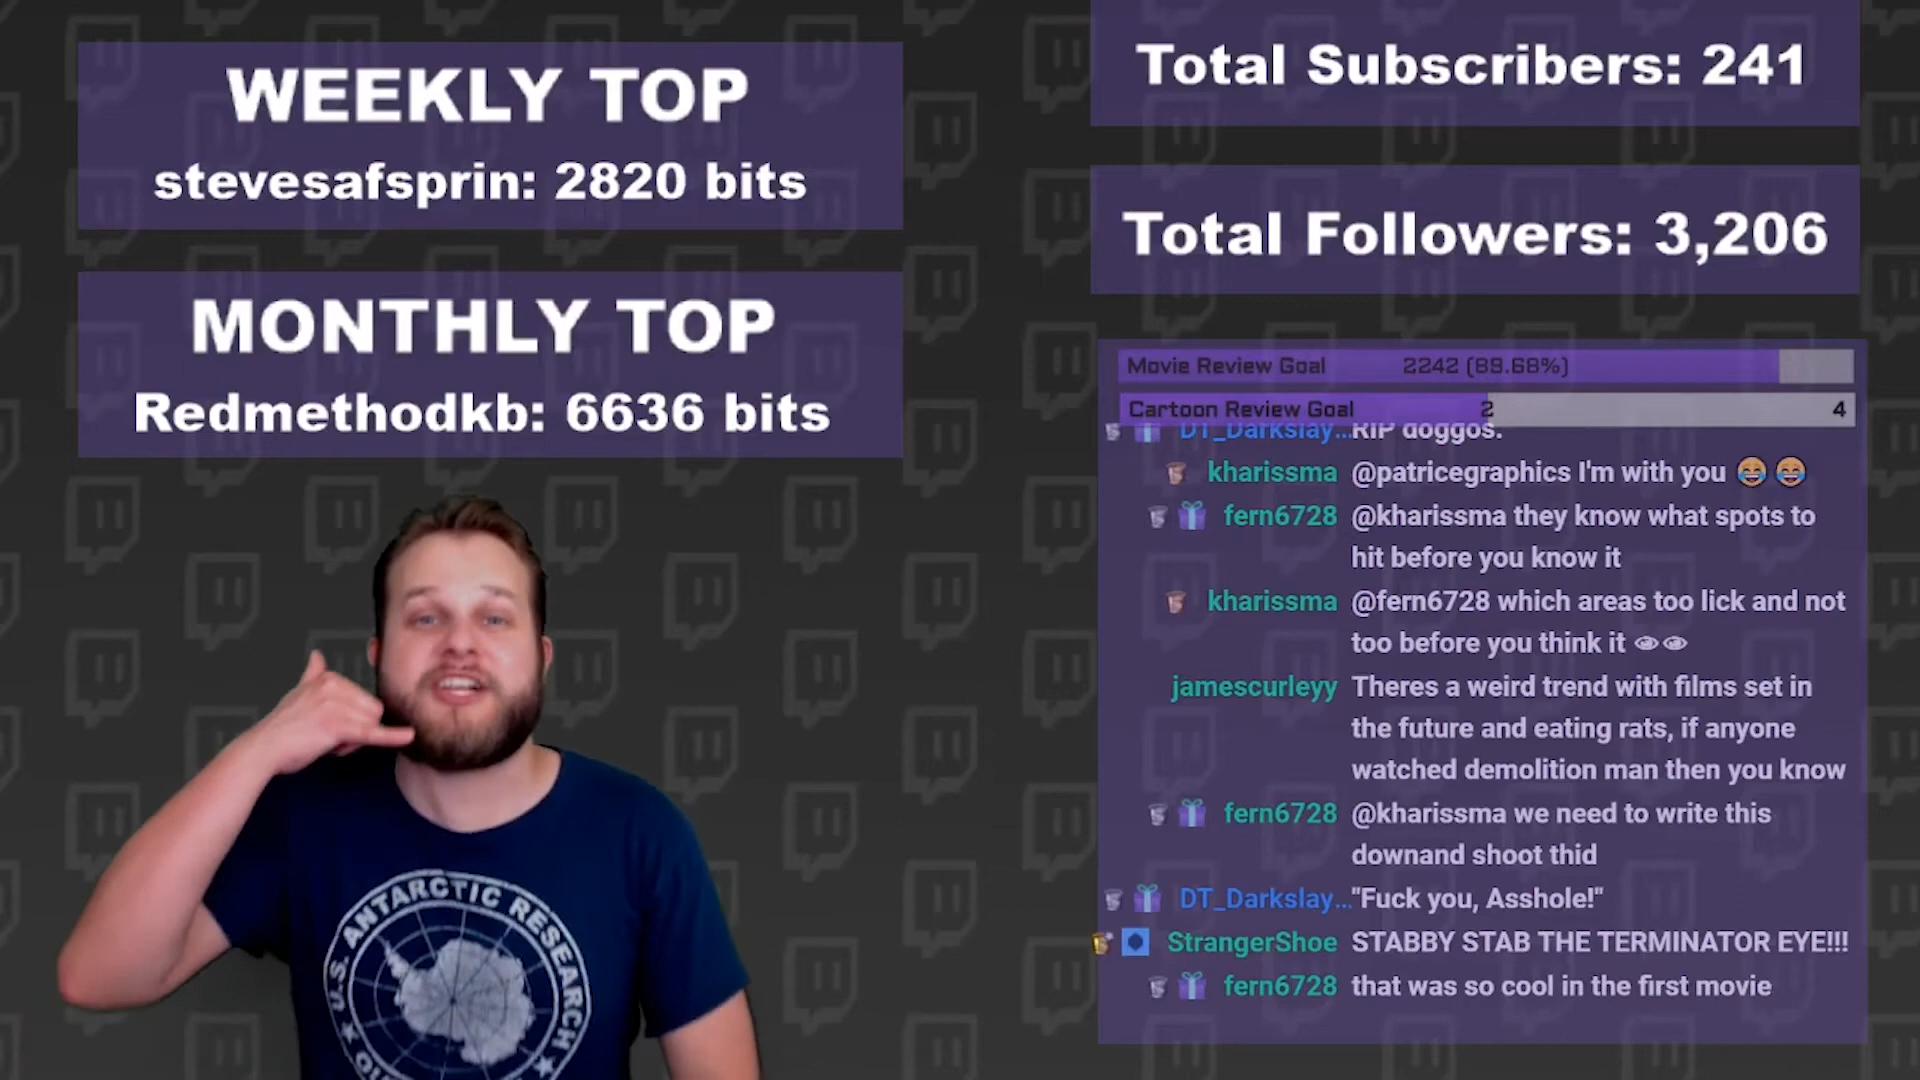 WEEKLY TOP
stevesafsprin: 2820 bits
MONTHLY TOP
Redmethodkb: 6636 bits
Total Subscribers: 241
Total Followers: 3,206
Movie Review Goal 2242 (89.68%)
Cartoon Review Goal 2 4
DT_Darkslay... RIP doggos.
kharissma @patricegraphics I'm with you 😂 😂
fern6728 @kharissma they know what spots to
hit before you know it
kharissma @fern6728 which areas too lick and not
too before you think it 👁👁
jamescurleyy Theres a weird trend with films set in
the future and eating rats, if anyone
watched demolition man then you know
fern6728 @kharissma we need to write this
downand shoot thid
DT_Darkslay... "Fuck you, Asshole!"
StrangerShoe STABBY STAB THE TERMINATOR EYE!!!
fern6728 that was so cool in the first movie
U.S. ANTARCTIC RESEARCH